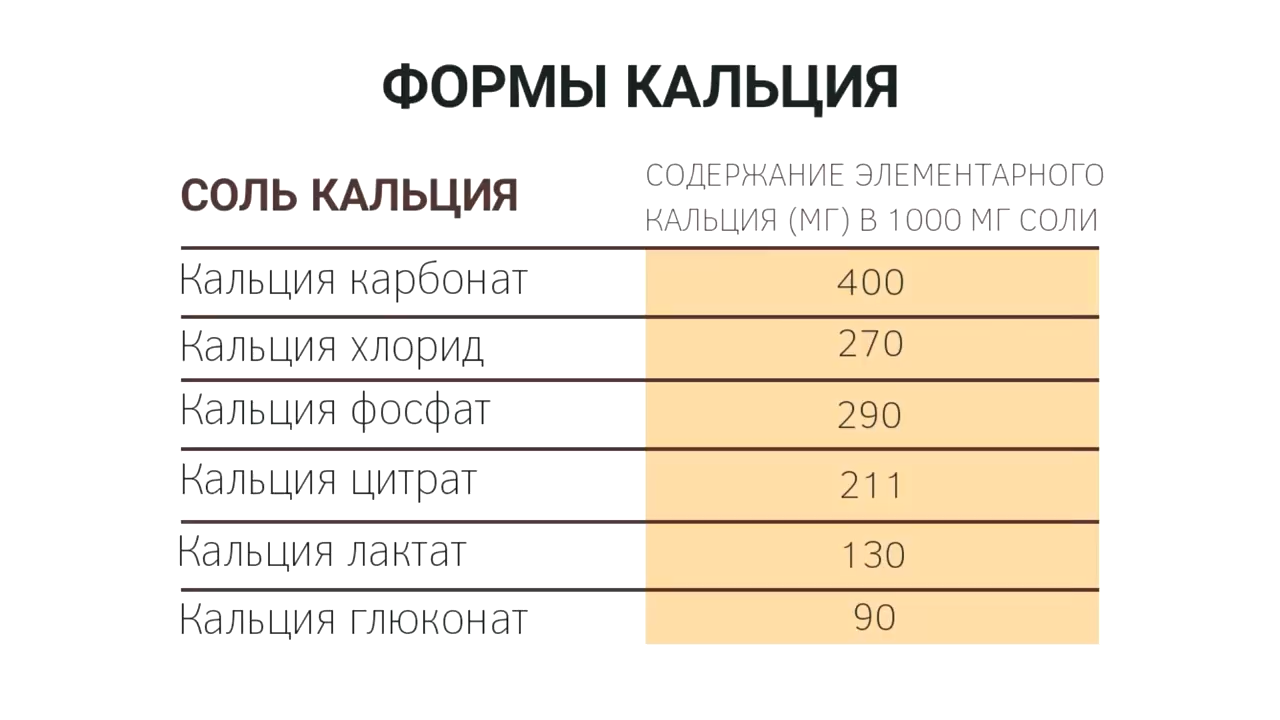 ФОРМЫ КАЛЬЦИЯ
СОЛЬ КАЛЬЦИЯ
СОДЕРЖАНИЕ ЭЛЕМЕНТАРНОГО
КАЛЬЦИЯ (МГ) В 1000 МГ СОЛИ
Кальция карбонат 400
Кальция хлорид 270
Кальция фосфат 290
Кальция цитрат 211
Кальция лактат 130
Кальция глюконат 90